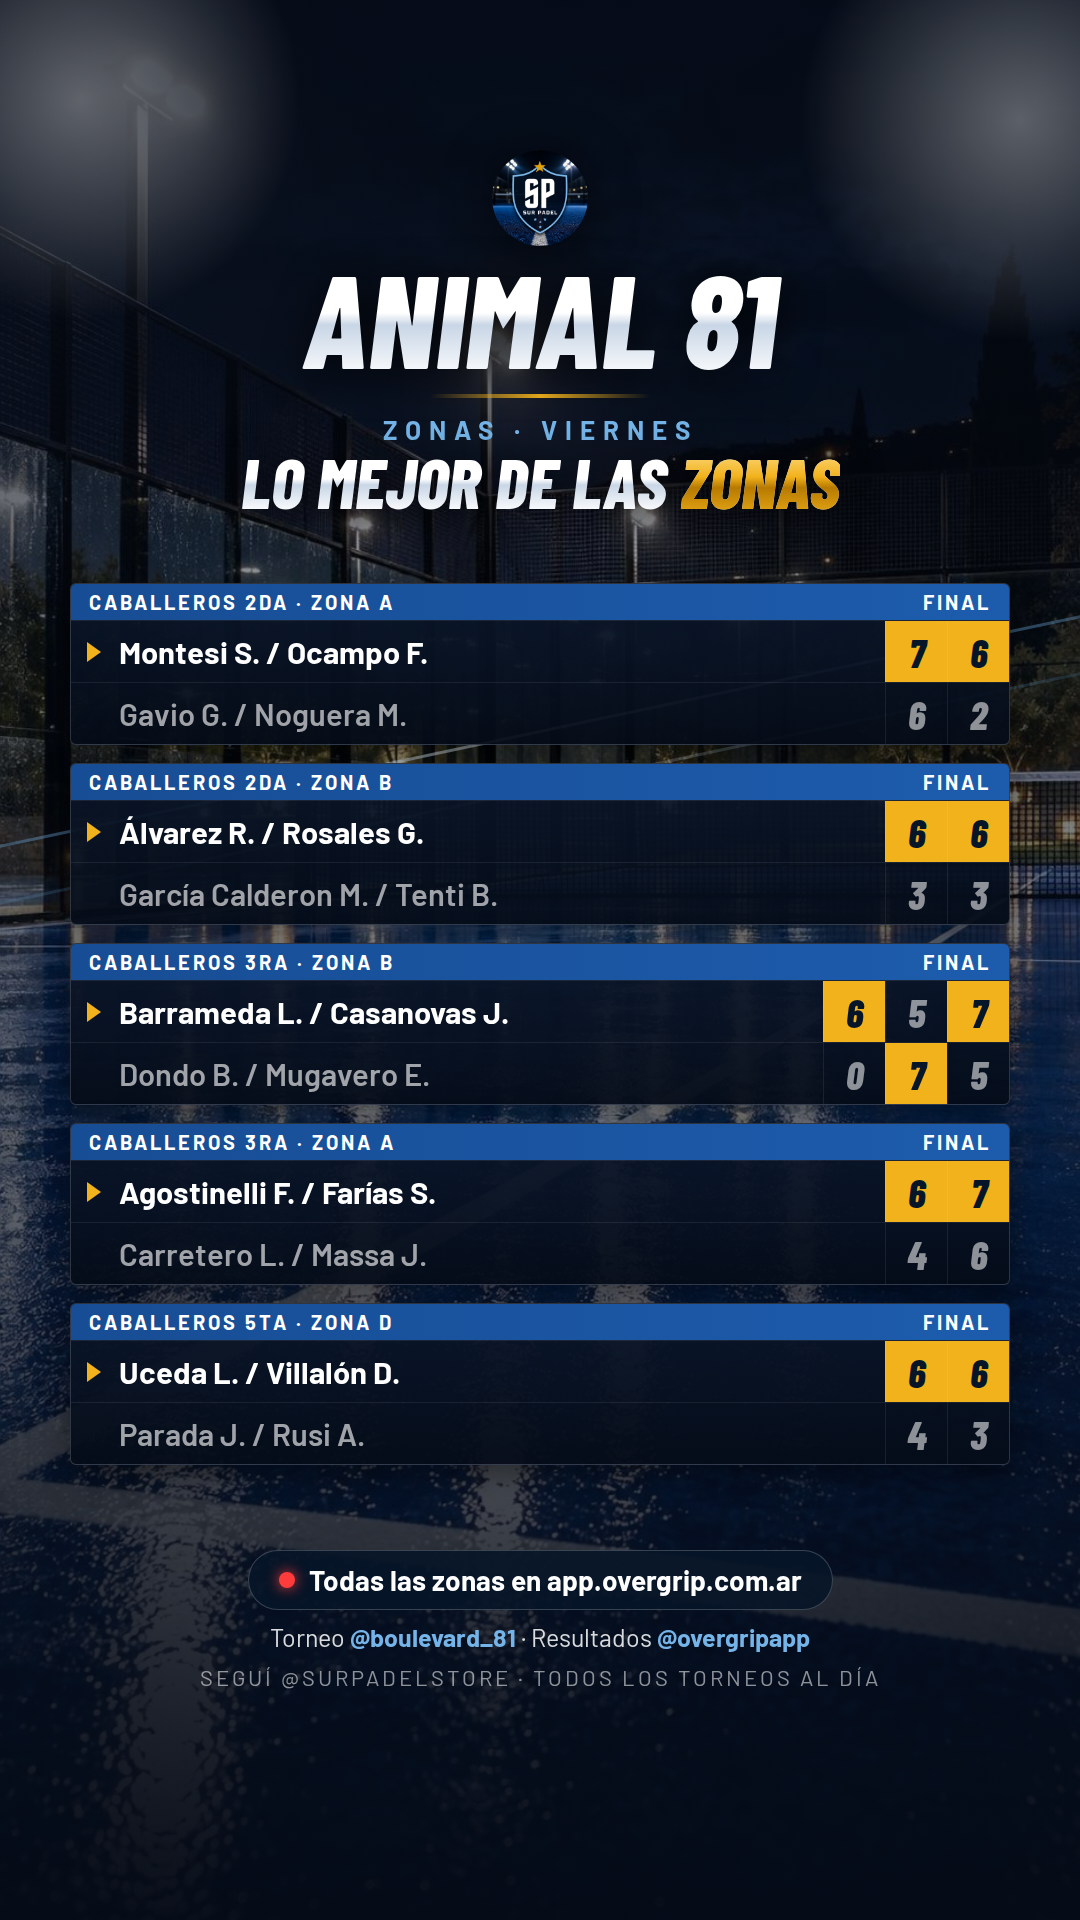 SP
SUR PADEL
ANIMAL 81
ZONAS · VIERNES
LO MEJOR DE LAS ZONAS
CABALLEROS 2DA · ZONA A FINAL
Montesi S. / Ocampo F. 7 6
Gavio G. / Noguera M. 6 2
CABALLEROS 2DA · ZONA B FINAL
Álvarez R. / Rosales G. 6 6
García Calderon M. / Tenti B. 3 3
CABALLEROS 3RA · ZONA B FINAL
Barrameda L. / Casanovas J. 6 5 7
Dondo B. / Mugavero E. 0 7 5
CABALLEROS 3RA · ZONA A FINAL
Agostinelli F. / Farías S. 6 7
Carretero L. / Massa J. 4 6
CABALLEROS 5TA · ZONA D FINAL
Uceda L. / Villalón D. 6 6
Parada J. / Rusi A. 4 3
Todas las zonas en app.overgrip.com.ar
Torneo @boulevard_81 · Resultados @overgripapp
SEGUÍ @SURPADELSTORE · TODOS LOS TORNEOS AL DÍA